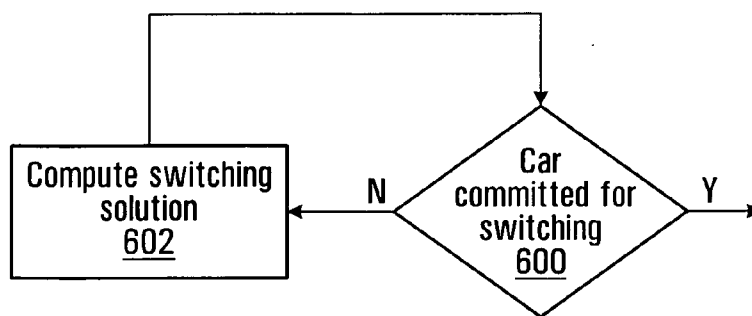 Compute switching
solution
602
N
Car
committed for
switching
600
Y